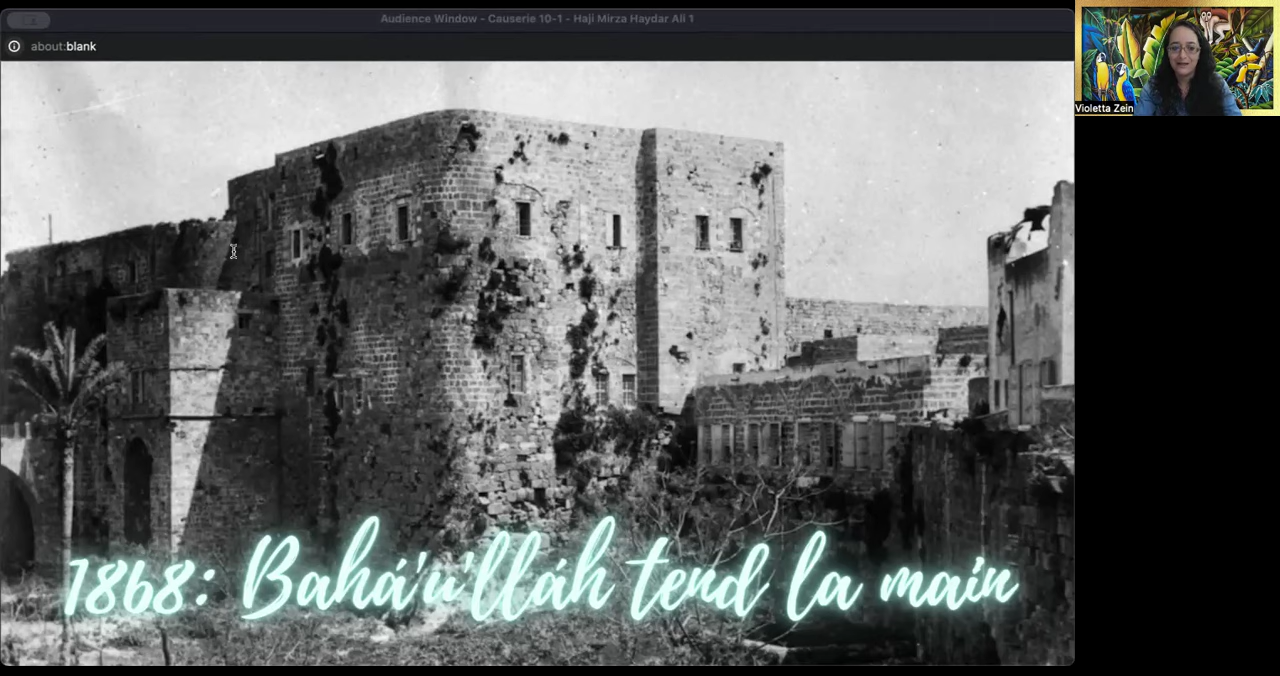 Audience Window - Causerie 10-1 - Haji Mirza Haydar Ali 1
about:blank
Violetta Zein
1868: Bahá'u'lláh tend la main